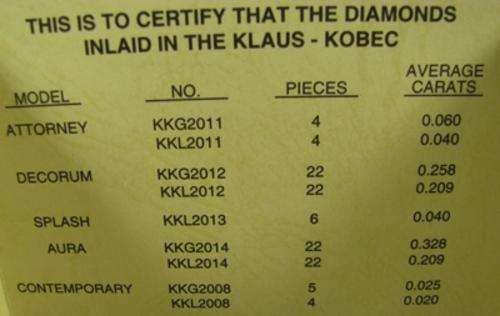 THIS IS TO CERTIFY THAT THE DIAMONDS
INLAID IN THE KLAUS - KOBEC
MODEL NO. PIECES AVERAGE CARATS
ATTORNEY KKG2011 4 0.060
KKL2011 4 0.040
DECORUM KKG2012 22 0.258
KKL2012 22 0.209
SPLASH KKL2013 6 0.040
AURA KKG2014 22 0.328
KKL2014 22 0.209
CONTEMPORARY KKG2008 5 0.025
KKL2008 4 0.020